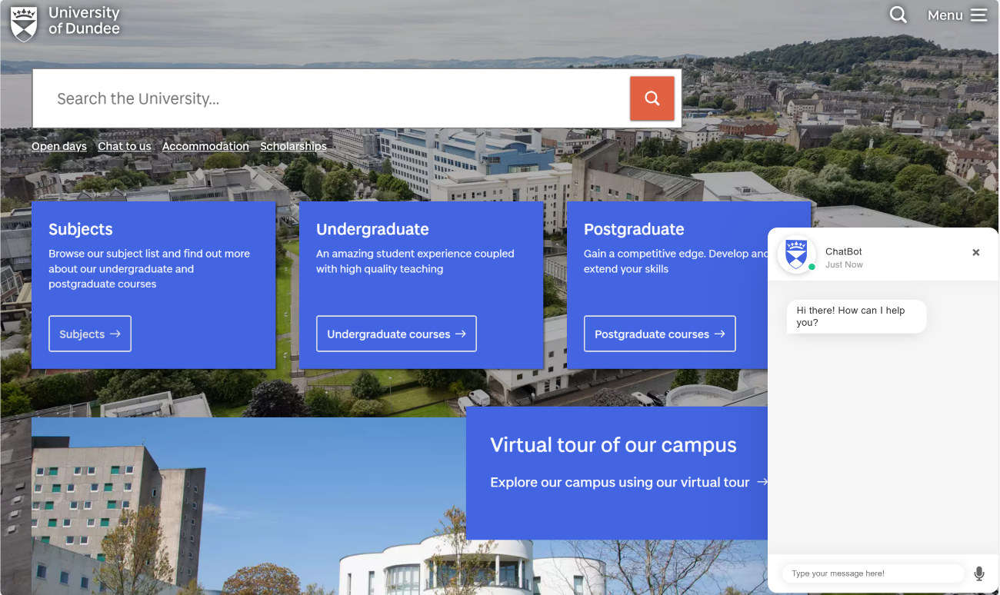 University
of Dundee
Menu
Search the University...
Open days Chat to us Accommodation Scholarships
Subjects
Browse our subject list and find out more
about our undergraduate and
postgraduate courses
Subjects →
Undergraduate
An amazing student experience coupled
with high quality teaching
Undergraduate courses →
Postgraduate
Gain a competitive edge. Develop and
extend your skills
Postgraduate courses →
Virtual tour of our campus
Explore our campus using our virtual tour →
ChatBot
Just Now
Hi there! How can I help
you?
Type your message here!